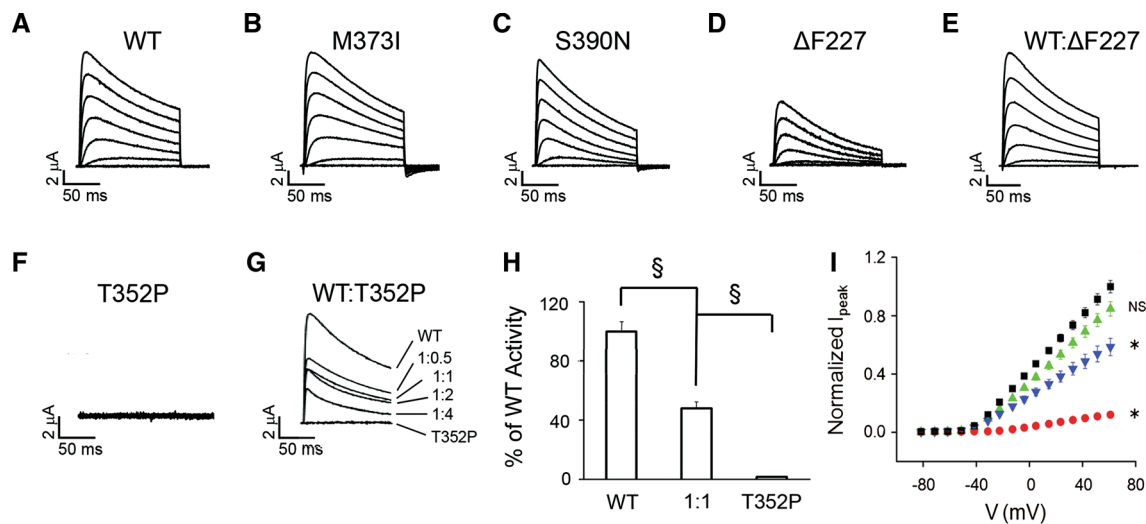 A
WT
2 µA
50 ms
B
M373I
2 µA
50 ms
C
S390N
2 µA
50 ms
D
ΔF227
2 µA
50 ms
E
WT:ΔF227
2 µA
50 ms
F
T352P
2 µA
50 ms
G
WT:T352P
WT
1:0.5
1:1
1:2
1:4
T352P
2 µA
50 ms
H
§
§
% of WT Activity
120
80
40
0
WT
1:1
T352P
I
Normalized Ipeak
1.2
0.8
0.4
0.0
NS
*
*
-80
-40
0
40
80
V (mV)